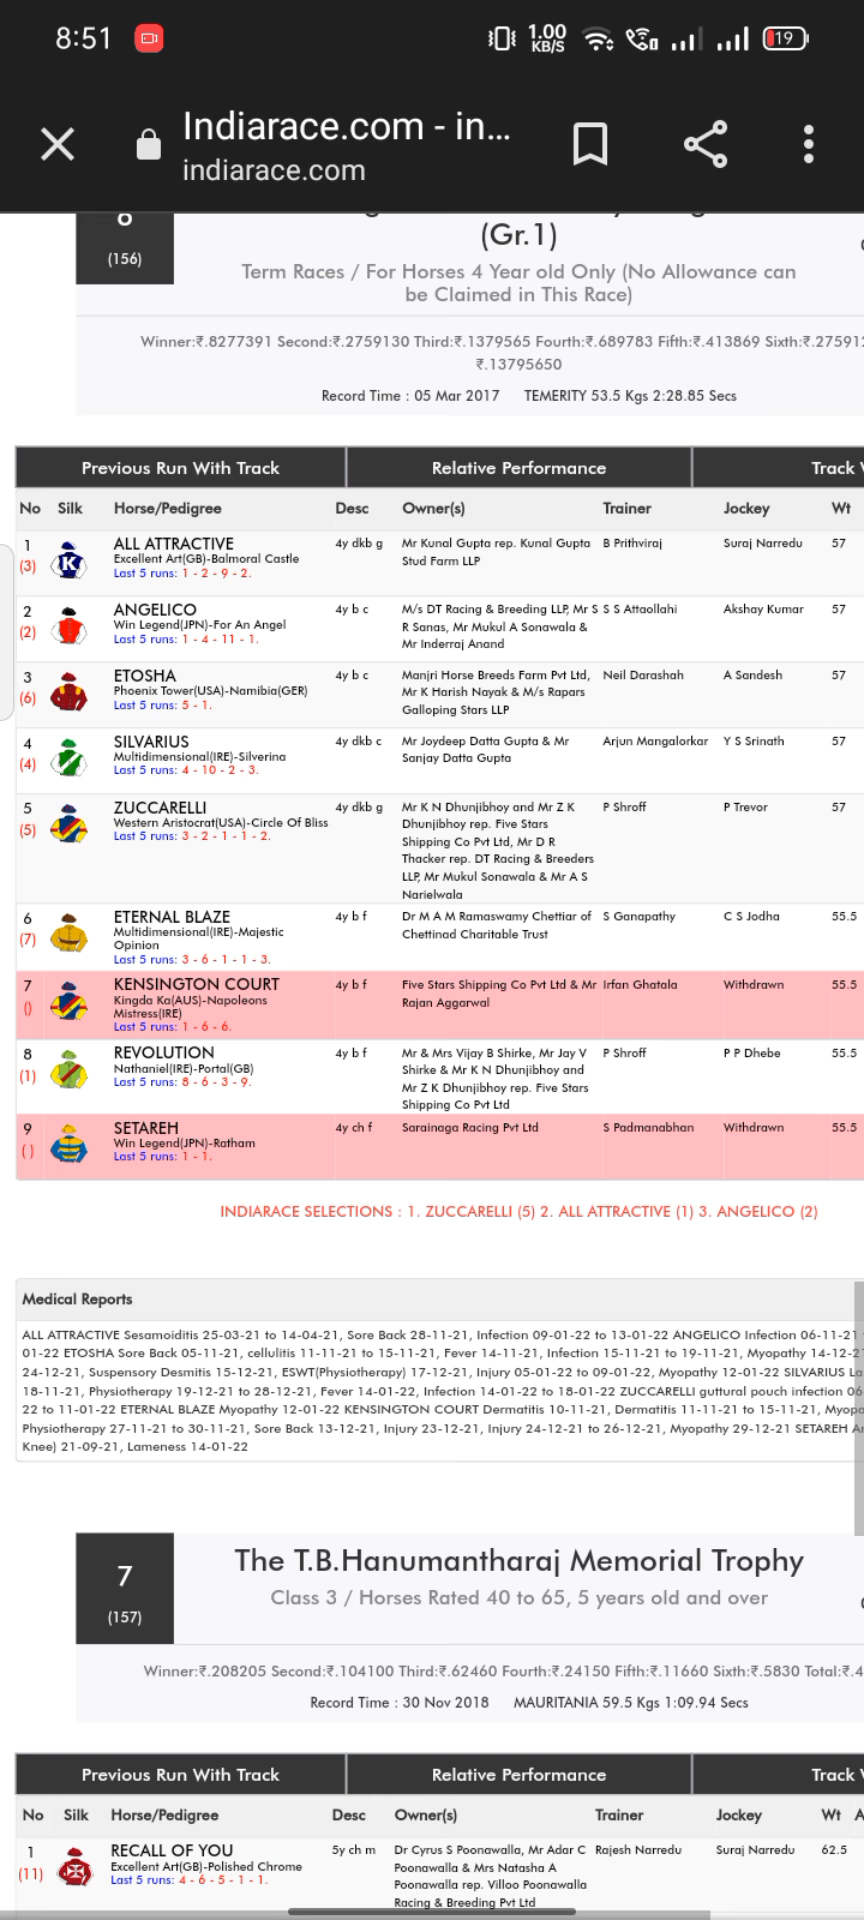 8:51
1.00 KB/S
19
Indiarace.com - in...
indiarace.com
(156)
(Gr.1)
Term Races / For Horses 4 Year old Only (No Allowance can
be Claimed in This Race)
Winner:₹.8277391 Second:₹.2759130 Third:₹.1379565 Fourth:₹.689783 Fifth:₹.413869 Sixth:₹.27591
₹.13795650
Record Time : 05 Mar 2017 TEMERITY 53.5 Kgs 2:28.85 Secs
Previous Run With Track Relative Performance Track
No Silk Horse/Pedigree Desc Owner(s) Trainer Jockey Wt
1 ALL ATTRACTIVE 4y dkb g Mr Kunal Gupta rep. Kunal Gupta B Prithviraj Suraj Narredu 57
(3) K Excellent Art(GB)-Balmoral Castle Stud Farm LLP
Last 5 runs: 1 - 2 - 9 - 2.
2 ANGELICO 4y b c M/s DT Racing & Breeding LLP, Mr S S S Attaollahi Akshay Kumar 57
(2) Win Legend(JPN)-For An Angel R Sanas, Mr Mukul A Sonawala &
Last 5 runs: 1 - 4 - 11 - 1. Mr Inderraj Anand
3 ETOSHA 4y b c Manjri Horse Breeds Farm Pvt Ltd, Neil Darashah A Sandesh 57
(6) Phoenix Tower(USA)-Namibia(GER) Mr K Harish Nayak & M/s Rapars
Last 5 runs: 5 - 1. Galloping Stars LLP
4 SILVARIUS 4y dkb c Mr Joydeep Datta Gupta & Mr Arjun Mangalorkar Y S Srinath 57
(4) Multidimensional(IRE)-Silverina Sanjay Datta Gupta
Last 5 runs: 4 - 10 - 2 - 3.
5 ZUCCARELLI 4y dkb g Mr K N Dhunjibhoy and Mr Z K P Shroff P Trevor 57
(5) Western Aristocrat(USA)-Circle Of Bliss Dhunjibhoy rep. Five Stars
Last 5 runs: 3 - 2 - 1 - 1 - 2. Shipping Co Pvt Ltd, Mr D R
Thacker rep. DT Racing & Breeders
LLP, Mr Mukul Sonawala & Mr A S
Narielwala
6 ETERNAL BLAZE 4y b f Dr M A M Ramaswamy Chettiar of S Ganapathy C S Jodha 55.5
(7) Multidimensional(IRE)-Majestic Chettinad Charitable Trust
Opinion
Last 5 runs: 3 - 6 - 1 - 1 - 3.
7 KENSINGTON COURT 4y b f Five Stars Shipping Co Pvt Ltd & Mr Irfan Ghatala Withdrawn 55.5
() Kingda Ka(AUS)-Napoleons Rajan Aggarwal
Mistress(IRE)
Last 5 runs: 1 - 6 - 6.
8 REVOLUTION 4y b f Mr & Mrs Vijay B Shirke, Mr Jay V P Shroff P P Dhebe 55.5
(1) Nathaniel(IRE)-Portal(GB) Shirke & Mr K N Dhunjibhoy and
Last 5 runs: 8 - 6 - 3 - 9. Mr Z K Dhunjibhoy rep. Five Stars
Shipping Co Pvt Ltd
9 SETAREH 4y ch f Sarainaga Racing Pvt Ltd S Padmanabhan Withdrawn 55.5
( ) Win Legend(JPN)-Ratham
Last 5 runs: 1 - 1.
INDIARACE SELECTIONS : 1. ZUCCARELLI (5) 2. ALL ATTRACTIVE (1) 3. ANGELICO (2)
Medical Reports
ALL ATTRACTIVE Sesamoiditis 25-03-21 to 14-04-21, Sore Back 28-11-21, Infection 09-01-22 to 13-01-22 ANGELICO Infection 06-11-21
01-22 ETOSHA Sore Back 05-11-21, cellulitis 11-11-21 to 15-11-21, Fever 14-11-21, Infection 15-11-21 to 19-11-21, Myopathy 14-12-21
24-12-21, Suspensory Desmitis 15-12-21, ESWT(Physiotherapy) 17-12-21, Injury 05-01-22 to 09-01-22, Myopathy 12-01-22 SILVARIUS La
18-11-21, Physiotherapy 19-12-21 to 28-12-21, Fever 14-01-22, Infection 14-01-22 to 18-01-22 ZUCCARELLI guttural pouch infection 06
22 to 11-01-22 ETERNAL BLAZE Myopathy 12-01-22 KENSINGTON COURT Dermatitis 10-11-21, Dermatitis 11-11-21 to 15-11-21, Myopa
Physiotherapy 27-11-21 to 30-11-21, Sore Back 13-12-21, Injury 23-12-21, Injury 24-12-21 to 26-12-21, Myopathy 29-12-21 SETAREH Ar
Knee) 21-09-21, Lameness 14-01-22
7 The T.B.Hanumantharaj Memorial Trophy
(157) Class 3 / Horses Rated 40 to 65, 5 years old and over
Winner:₹.208205 Second:₹.104100 Third:₹.62460 Fourth:₹.24150 Fifth:₹.11660 Sixth:₹.5830 Total:₹.4
Record Time : 30 Nov 2018 MAURITANIA 59.5 Kgs 1:09.94 Secs
Previous Run With Track Relative Performance Track
No Silk Horse/Pedigree Desc Owner(s) Trainer Jockey Wt A
1 RECALL OF YOU 5y ch m Dr Cyrus S Poonawalla, Mr Adar C Rajesh Narredu Suraj Narredu 62.5
(11) Excellent Art(GB)-Polished Chrome Poonawalla & Mrs Natasha A
Last 5 runs: 4 - 6 - 5 - 1 - 1. Poonawalla rep. Villoo Poonawalla
Racing & Breeding Pvt Ltd